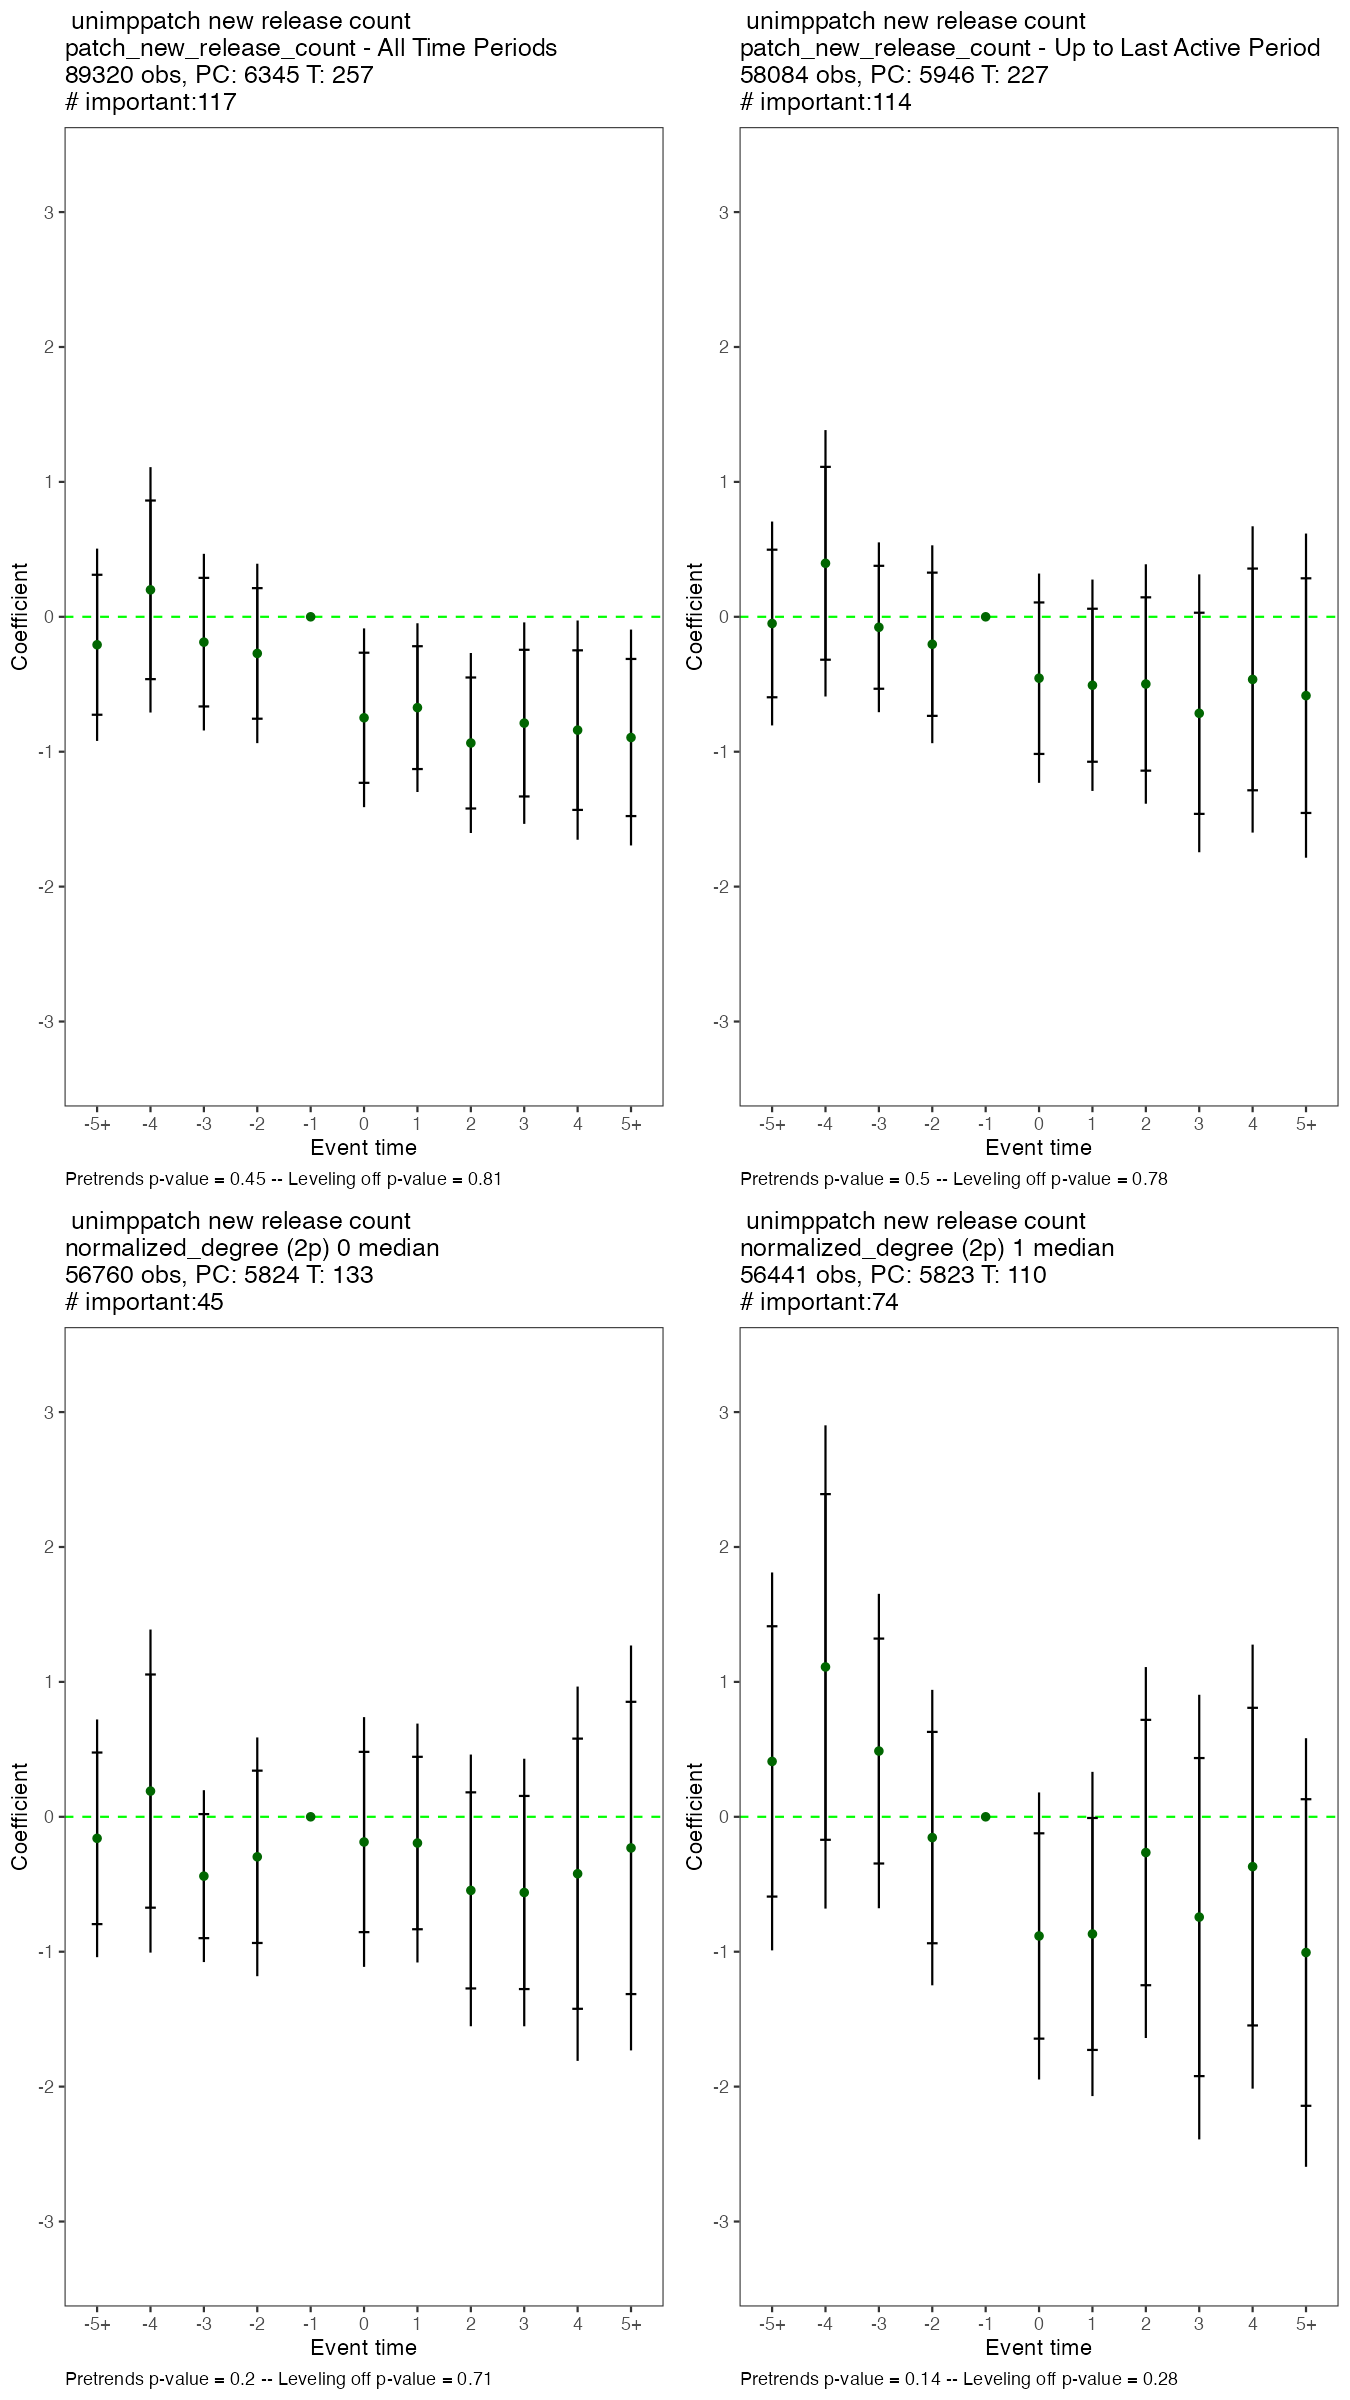 unimppatch new release count
patch_new_release_count - All Time Periods
89320 obs, PC: 6345 T: 257
# important:117
3
2
1
0
-1
-2
-3
Coefficient
-5+ -4 -3 -2 -1 0 1 2 3 4 5+
Event time
Pretrends p-value = 0.45 -- Leveling off p-value = 0.81
unimppatch new release count
patch_new_release_count - Up to Last Active Period
58084 obs, PC: 5946 T: 227
# important:114
3
2
1
0
-1
-2
-3
Coefficient
-5+ -4 -3 -2 -1 0 1 2 3 4 5+
Event time
Pretrends p-value = 0.5 -- Leveling off p-value = 0.78
unimppatch new release count
normalized_degree (2p) 0 median
56760 obs, PC: 5824 T: 133
# important:45
3
2
1
0
-1
-2
-3
Coefficient
-5+ -4 -3 -2 -1 0 1 2 3 4 5+
Event time
Pretrends p-value = 0.2 -- Leveling off p-value = 0.71
unimppatch new release count
normalized_degree (2p) 1 median
56441 obs, PC: 5823 T: 110
# important:74
3
2
1
0
-1
-2
-3
Coefficient
-5+ -4 -3 -2 -1 0 1 2 3 4 5+
Event time
Pretrends p-value = 0.14 -- Leveling off p-value = 0.28